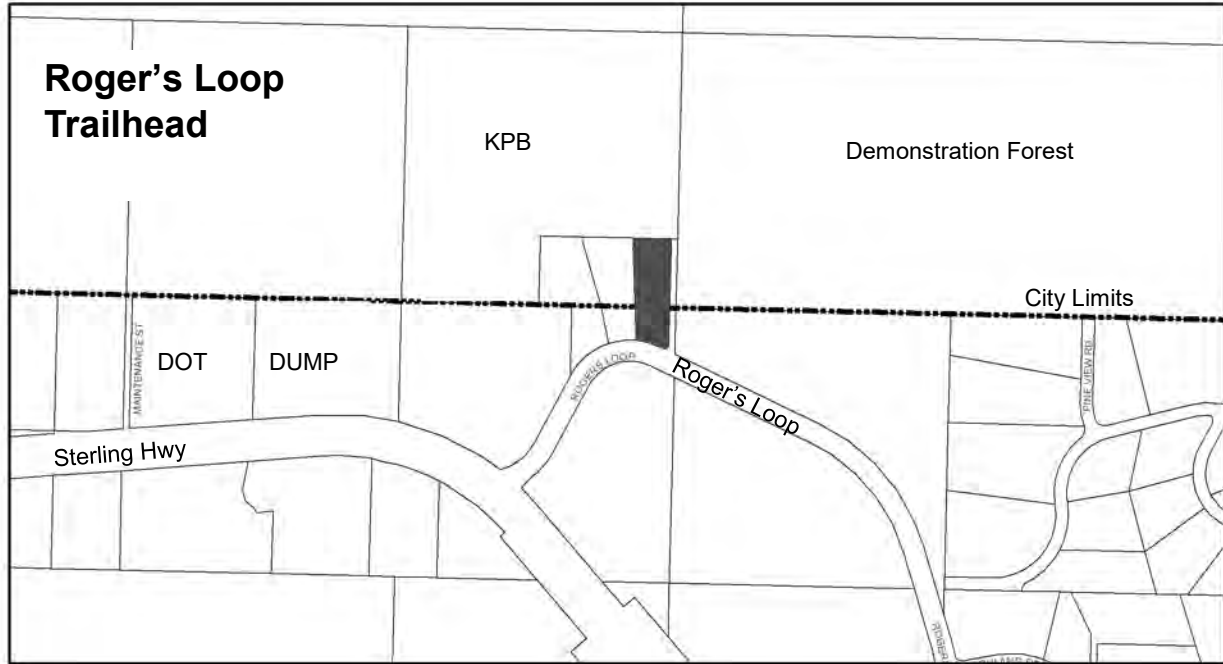 Roger’s Loop
Trailhead
KPB
Demonstration Forest
City Limits
MAINTENANCE ST
DOT
DUMP
ROGERS LOOP
Roger’s Loop
PINE VIEW RD
Sterling Hwy